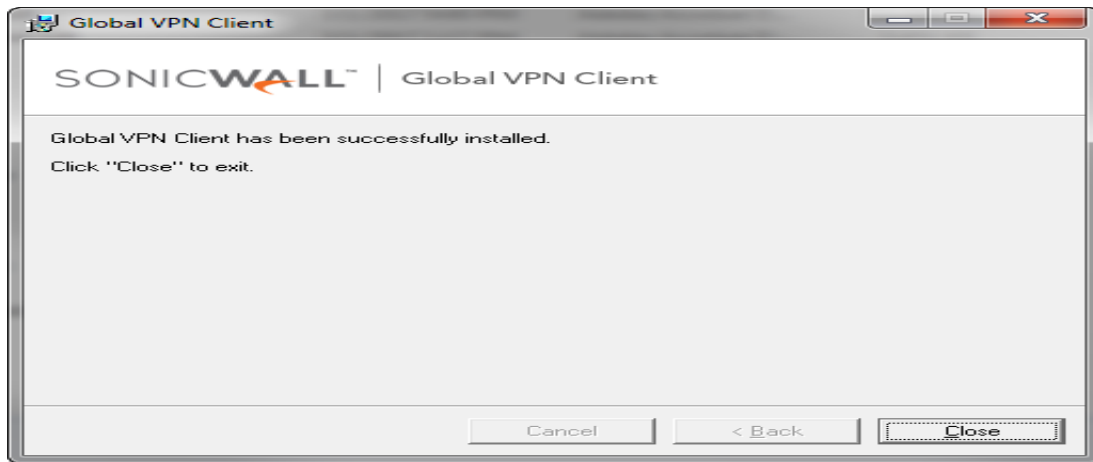 Global VPN Client
SONICWALL™ | Global VPN Client
Global VPN Client has been successfully installed.
Click "Close" to exit.
Cancel < Back Close